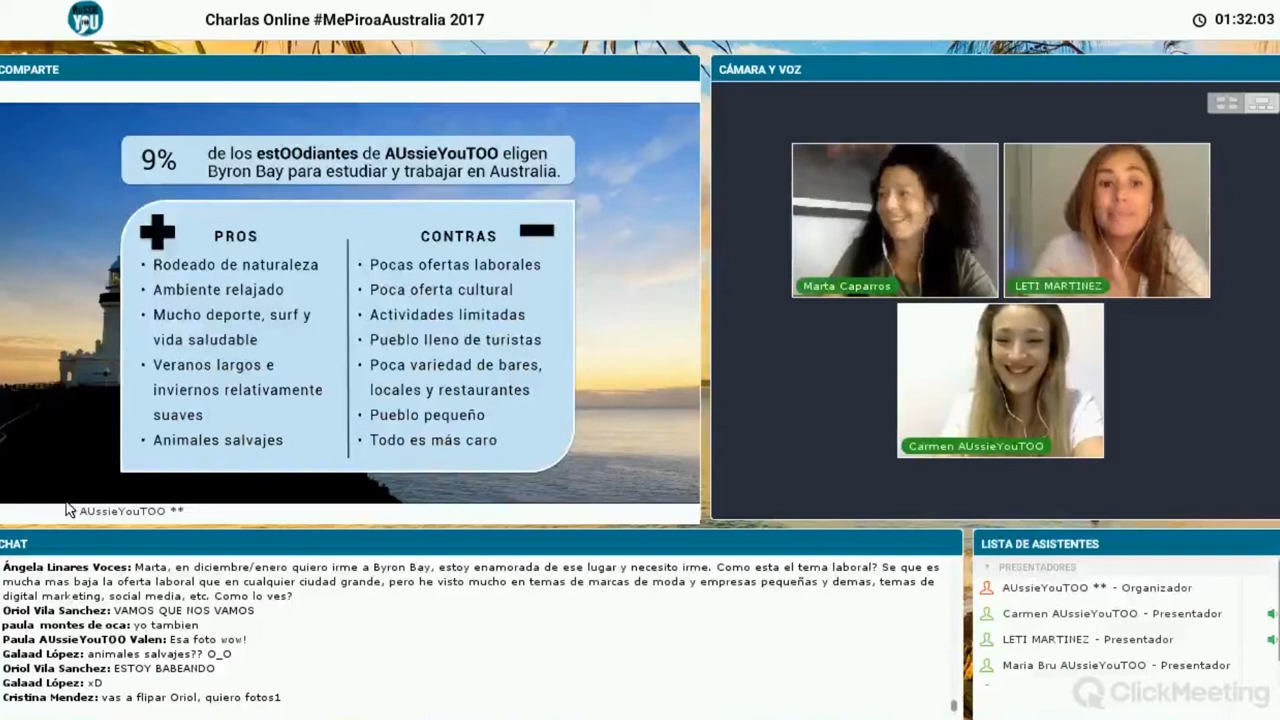 AUSSIE
YOU
Charlas Online #MePiroaAustralia 2017
01:32:03
COMPARTE
CÁMARA Y VOZ
9%
de los estOOdiantes de AUssieYouTOO eligen
Byron Bay para estudiar y trabajar en Australia.
PROS
• Rodeado de naturaleza
• Ambiente relajado
• Mucho deporte, surf y
vida saludable
• Veranos largos e
inviernos relativamente
suaves
• Animales salvajes
CONTRAS
• Pocas ofertas laborales
• Poca oferta cultural
• Actividades limitadas
• Pueblo lleno de turistas
• Poca variedad de bares,
locales y restaurantes
• Pueblo pequeño
• Todo es más caro
AUssieYouTOO **
Marta Caparros
LETI MARTINEZ
Carmen AUssieYouTOO
CHAT
Ángela Linares Voces: Marta, en diciembre/enero quiero irme a Byron Bay, estoy enamorada de ese lugar y necesito irme. Como esta el tema laboral? Se que es
mucha mas baja la oferta laboral que en cualquier ciudad grande, pero he visto mucho en temas de marcas de moda y empresas pequeñas y demas, temas de
digital marketing, social media, etc. Como lo ves?
Oriol Vila Sanchez: VAMOS QUE NOS VAMOS
paula montes de oca: yo tambien
Paula AUssieYouTOO Valen: Esa foto wow!
Galaad López: animales salvajes?? O_O
Oriol Vila Sanchez: ESTOY BABEANDO
Galaad López: xD
Cristina Mendez: vas a flipar Oriol, quiero fotos1
LISTA DE ASISTENTES
PRESENTADORES
AUssieYouTOO ** - Organizador
Carmen AUssieYouTOO - Presentador
LETI MARTINEZ - Presentador
Maria Bru AUssieYouTOO - Presentador
ClickMeeting